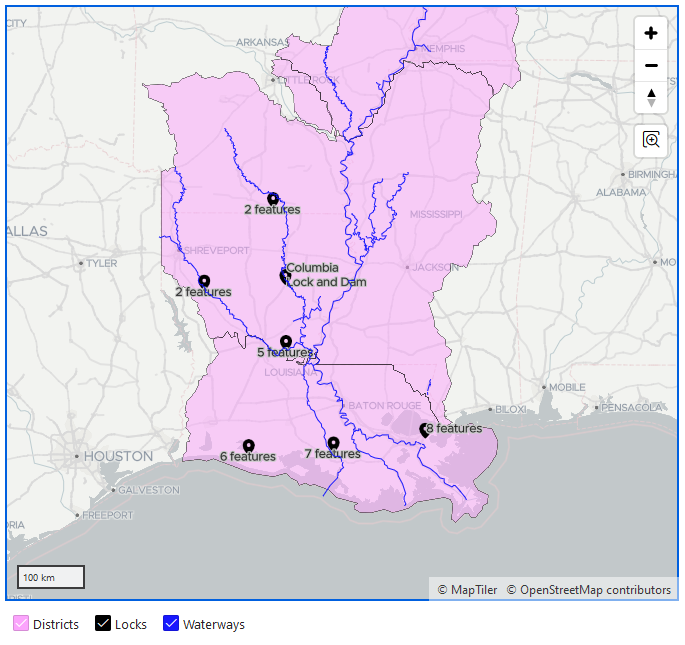 CITY
ARKANSAS
MEMPHIS
LITTLE ROCK
BIRMINGH
ALABAMA
2 features
MISSISSIPPI
ALLAS
SHREVEPORT
TYLER
Columbia
Lock and Dam
JACKSON
MO
2 features
5 features
LOUISIANA
MOBILE
BATON ROUGE
BILOXI
PENSACOLA
8 features
HOUSTON
6 features
7 features
GALVESTON
FREEPORT
ORIA
100 km
© MapTiler © OpenStreetMap contributors
Districts Locks Waterways